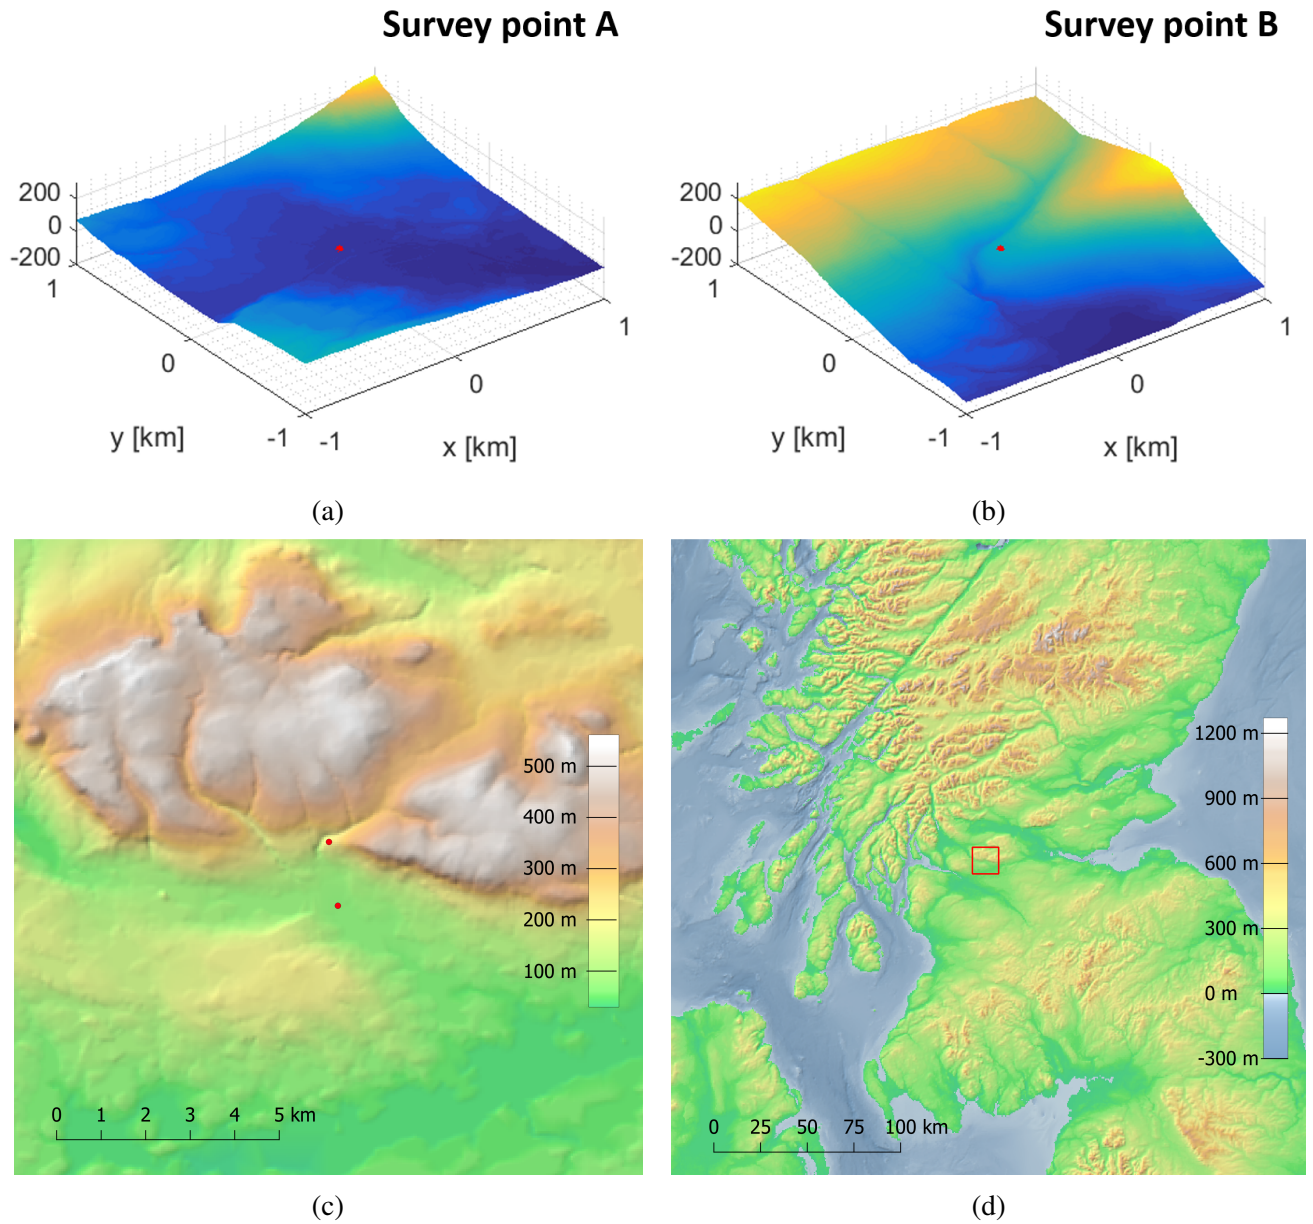 Survey point A
Survey point B
200
0
-200
1
0
-1
y [km]
-1
0
1
x [km]
200
0
-200
1
0
-1
y [km]
-1
0
1
x [km]
(a)
(b)
500 m
400 m
300 m
200 m
100 m
0 1 2 3 4 5 km
1200 m
900 m
600 m
300 m
0 m
-300 m
0 25 50 75 100 km
(c)
(d)